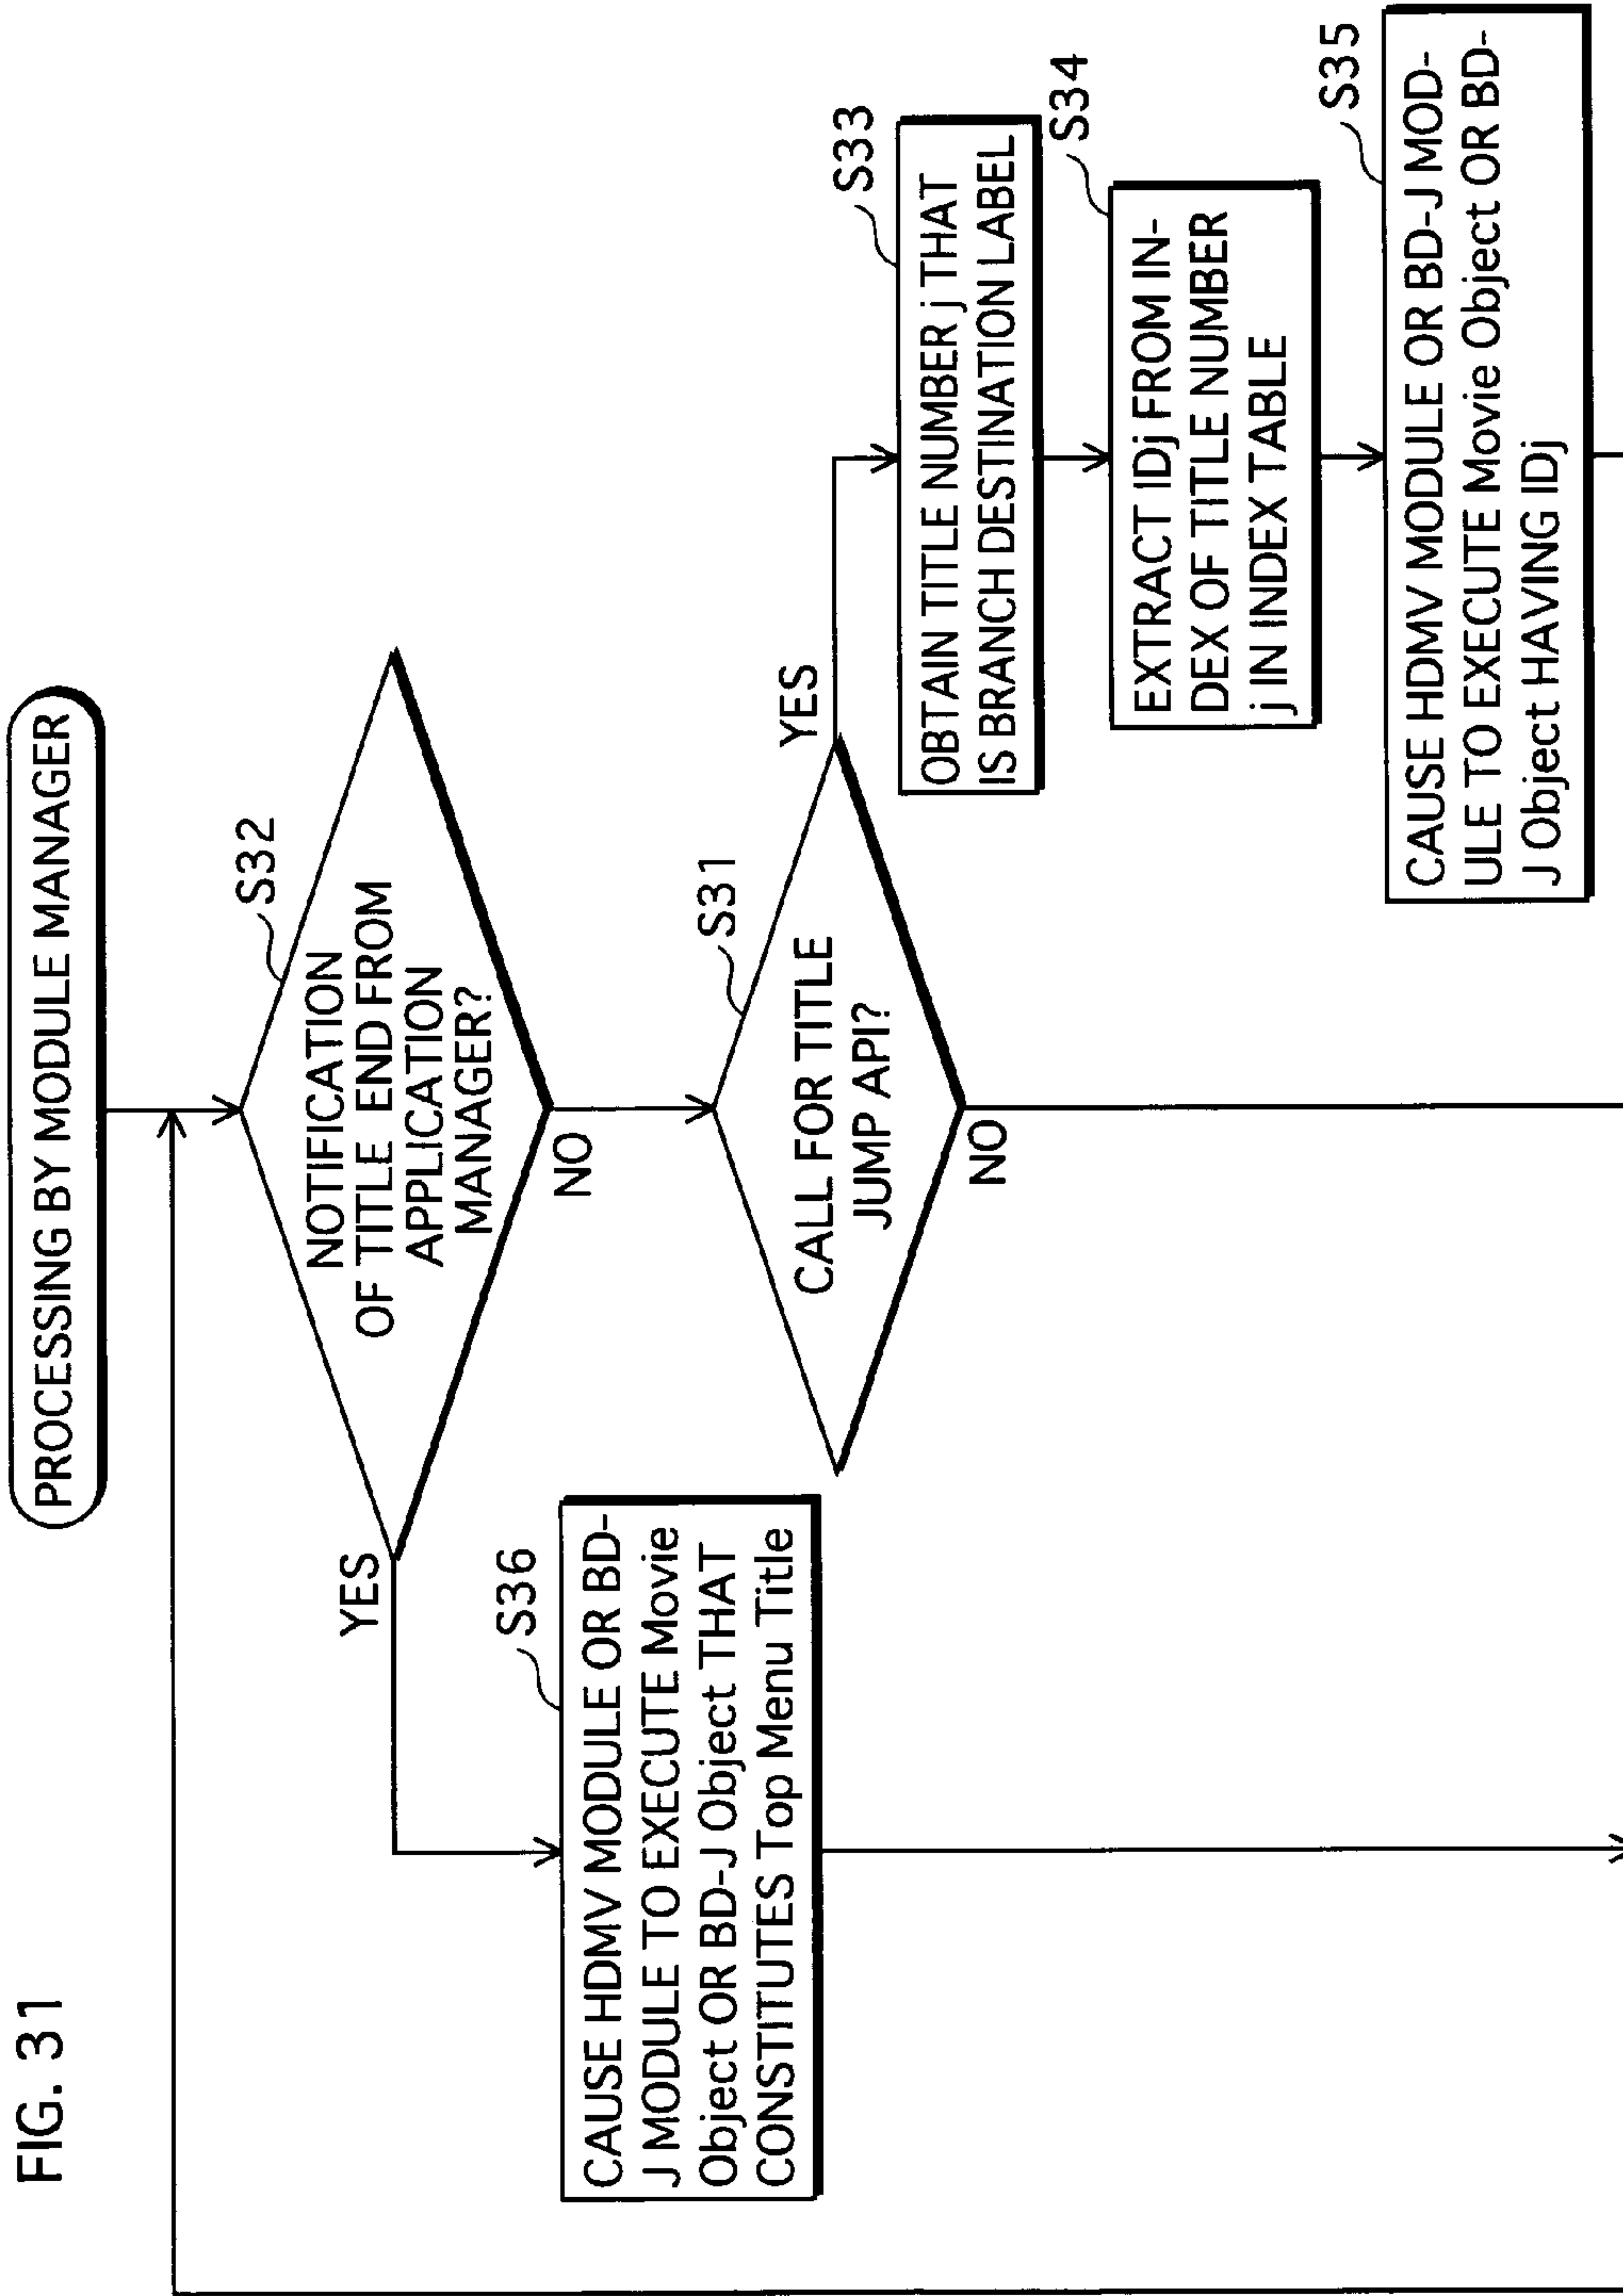 FIG. 31
PROCESSING BY MODULE MANAGER
S32
NOTIFICATION
OF TITLE END FROM
APPLICATION
MANAGER?
YES
NO
S36
CAUSE HDMV MODULE OR BD-
J MODULE TO EXECUTE Movie
Object OR BD-J Object THAT
CONSTITUTES Top Menu Title
S31
CALL FOR TITLE
JUMP API?
YES
NO
S33
OBTAIN TITLE NUMBER j THAT
IS BRANCH DESTINATION LABEL
S34
EXTRACT IDj FROM IN-
DEX OF TITLE NUMBER
j IN INDEX TABLE
S35
CAUSE HDMV MODULE OR BD-J MOD-
ULE TO EXECUTE Movie Object OR BD-
J Object HAVING IDj